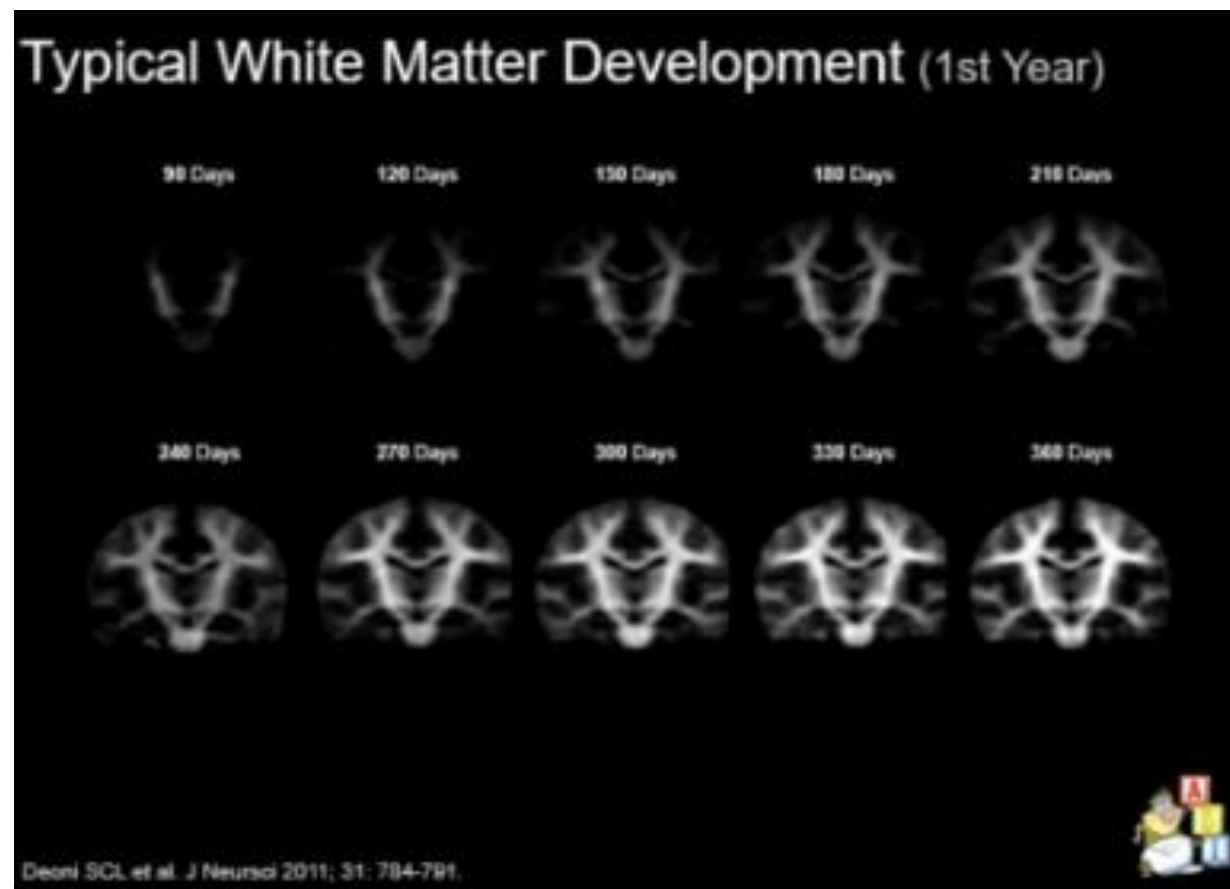 Typical White Matter Development (1st Year)
90 Days 120 Days 150 Days 180 Days 210 Days
240 Days 270 Days 300 Days 330 Days 360 Days
A
Deoni SCL et al. J Neursci 2011; 31: 784-791.